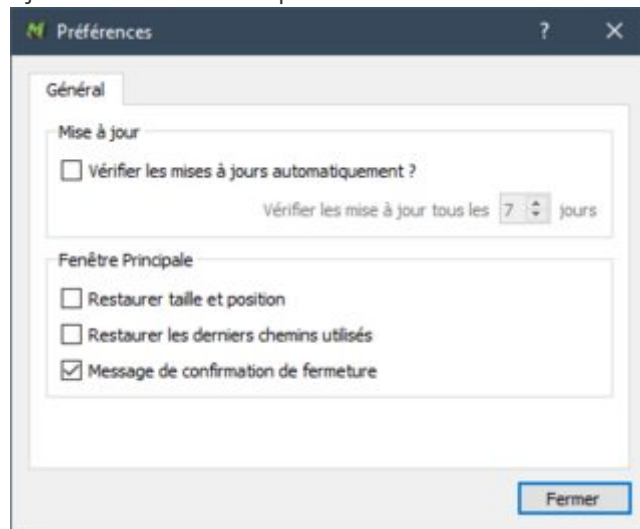 Préférences
?
Général
Mise à jour
Vérifier les mises à jours automatiquement ?
Vérifier les mise à jour tous les 7 jours
Fenêtre Principale
Restaurer taille et position
Restaurer les derniers chemins utilisés
Message de confirmation de fermeture
Fermer